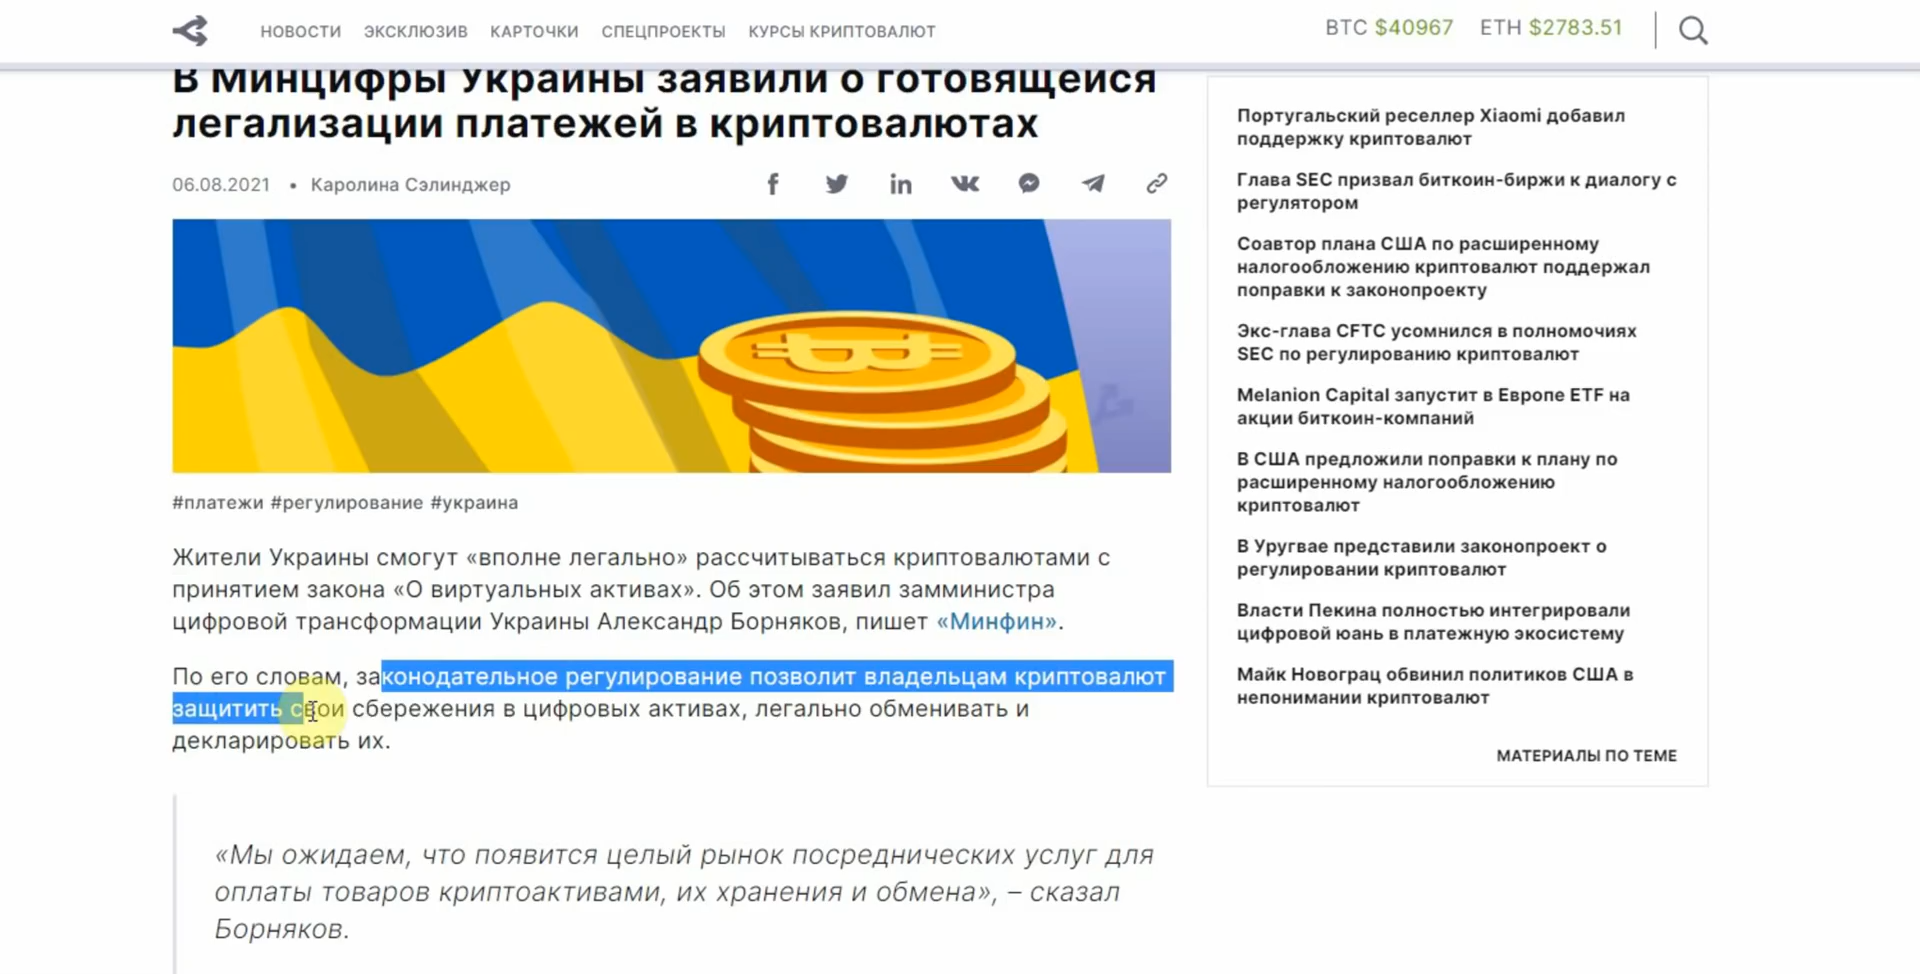 НОВОСТИ ЭКСКЛЮЗИВ КАРТОЧКИ СПЕЦПРОЕКТЫ КУРСЫ КРИПТОВАЛЮТ
BTC $40967 ETH $2783.51
В Минцифры Украины заявили о готовящейся
легализации платежей в криптовалютах
06.08.2021 • Каролина Сэлинджер
#платежи #регулирование #украина
Жители Украины смогут «вполне легально» рассчитываться криптовалютами с
принятием закона «О виртуальных активах». Об этом заявил замминистра
цифровой трансформации Украины Александр Борняков, пишет «Минфин».
По его словам, законодательное регулирование позволит владельцам криптовалют
защитить свои сбережения в цифровых активах, легально обменивать и
декларировать их.
«Мы ожидаем, что появится целый рынок посреднических услуг для
оплаты товаров криптоактивами, их хранения и обмена», – сказал
Борняков.
Португальский реселлер Xiaomi добавил
поддержку криптовалют
Глава SEC призвал биткоин-биржи к диалогу с
регулятором
Соавтор плана США по расширенному
налогообложению криптовалют поддержал
поправки к законопроекту
Экс-глава CFTC усомнился в полномочиях
SEC по регулированию криптовалют
Melanion Capital запустит в Европе ETF на
акции биткоин-компаний
В США предложили поправки к плану по
расширенному налогообложению
криптовалют
В Уругвае представили законопроект о
регулировании криптовалют
Власти Пекина полностью интегрировали
цифровой юань в платежную экосистему
Майк Новограц обвинил политиков США в
непонимании криптовалют
МАТЕРИАЛЫ ПО ТЕМЕ